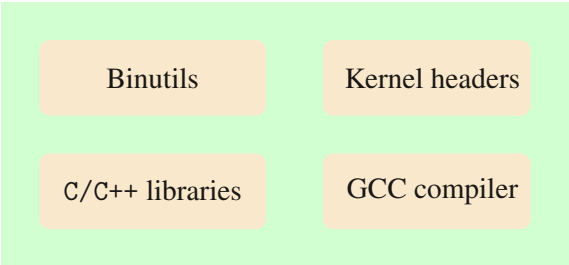 Binutils
Kernel headers
C/C++ libraries
GCC compiler